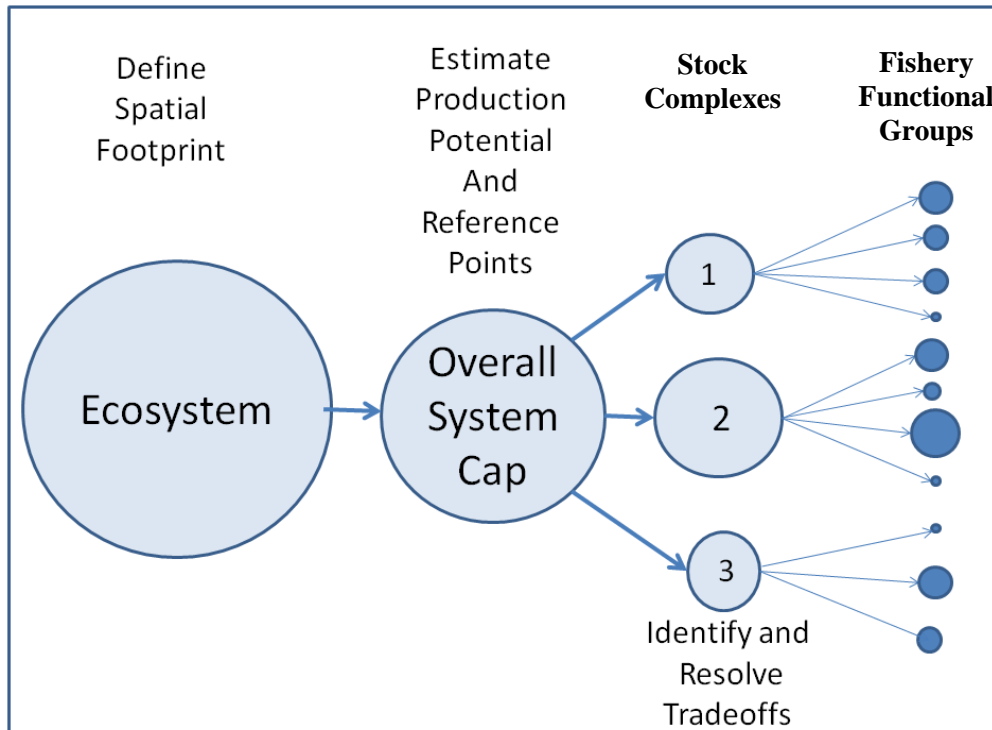 Define
Spatial
Footprint
Estimate
Production
Potential
And
Reference
Points
Stock
Complexes
Fishery
Functional
Groups
Ecosystem
Overall
System
Cap
1
2
3
Identify and
Resolve
Tradeoffs